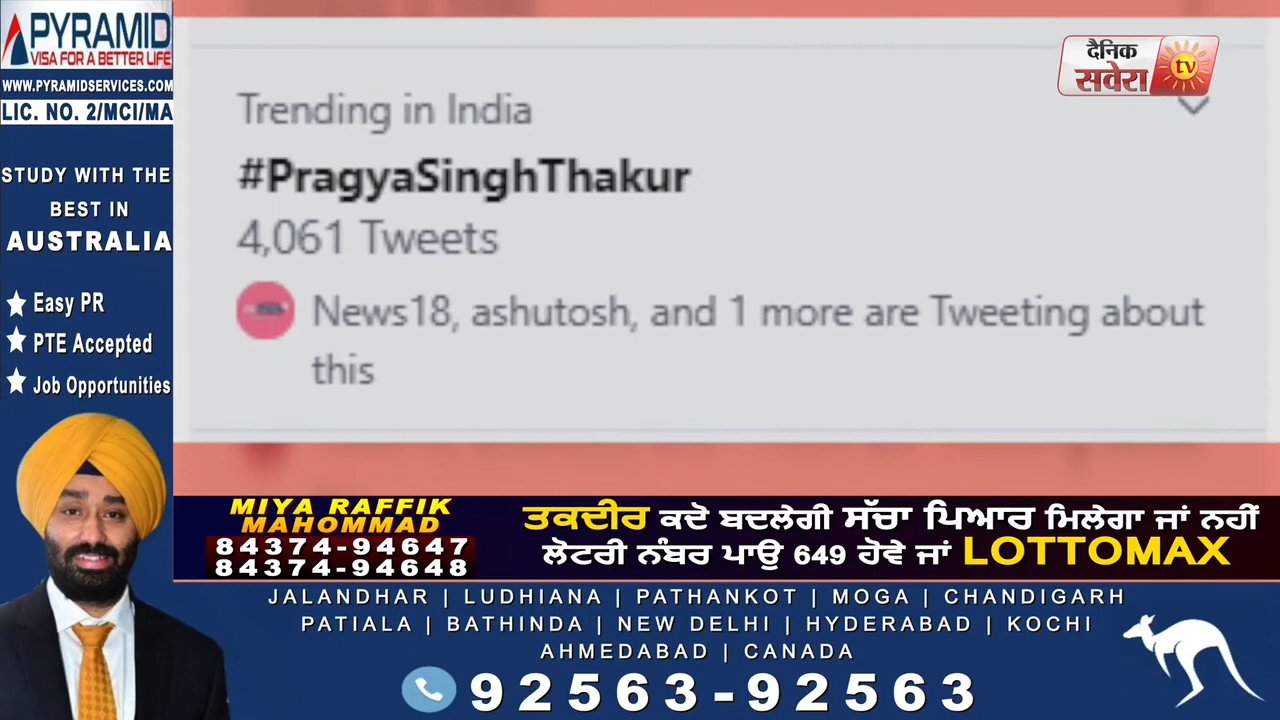 PYRAMID
VISA FOR A BETTER LIFE
WWW.PYRAMIDSERVICES.COM
LIC. NO. 2/MCI/MA
STUDY WITH THE
BEST IN
AUSTRALIA
Easy PR
PTE Accepted
Job Opportunities
दैनिक
सवेरा tv
Trending in India
#PragyaSinghThakur
4,061 Tweets
News18, ashutosh, and 1 more are Tweeting about
this
MIYA RAFFIK
MAHOMMAD
84374-94647
84374-94648
ਤਕਦੀਰ ਕਦੋ ਬਦਲੇਗੀ ਸੱਚਾ ਪਿਆਰ ਮਿਲੇਗਾ ਜਾਂ ਨਹੀਂ
ਲੋਟਰੀ ਨੰਬਰ ਪਾਉ 649 ਹੋਵੇ ਜਾਂ LOTTOMAX
JALANDHAR | LUDHIANA | PATHANKOT | MOGA | CHANDIGARH
PATIALA | BATHINDA | NEW DELHI | HYDERABAD | KOCHI
AHMEDABAD | CANADA
92563-92563